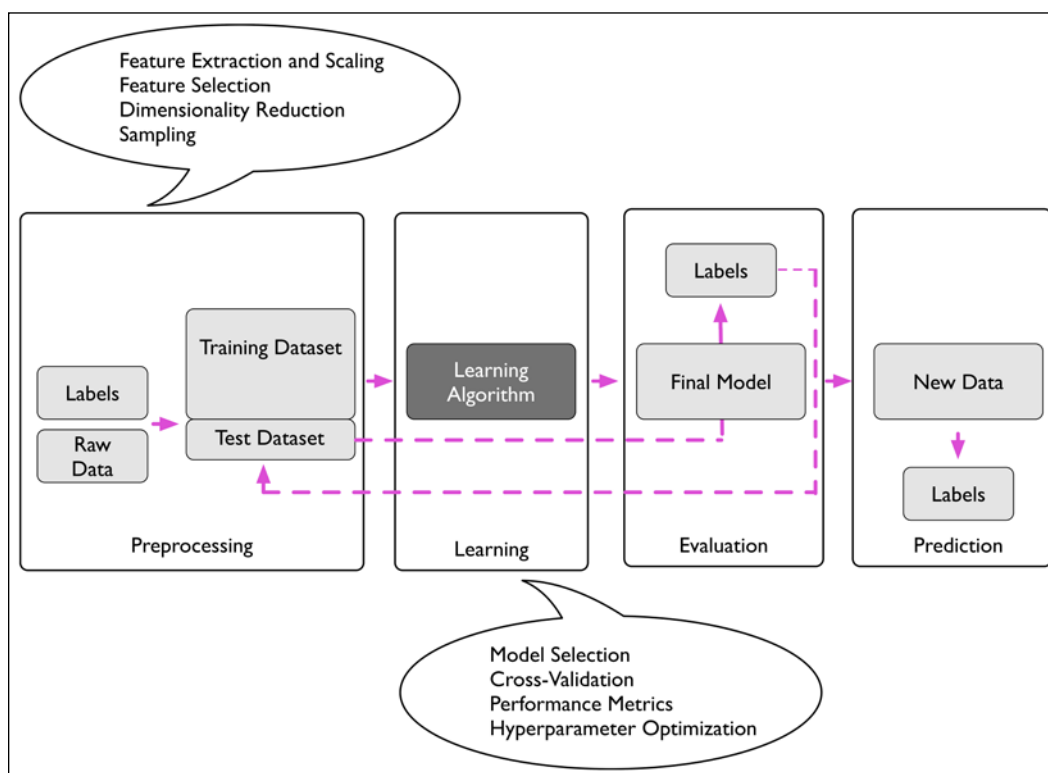 Feature Extraction and Scaling
Feature Selection
Dimensionality Reduction
Sampling
Labels
Raw
Data
Training Dataset
Test Dataset
Preprocessing
Learning
Algorithm
Learning
Labels
Final Model
Evaluation
New Data
Labels
Prediction
Model Selection
Cross-Validation
Performance Metrics
Hyperparameter Optimization